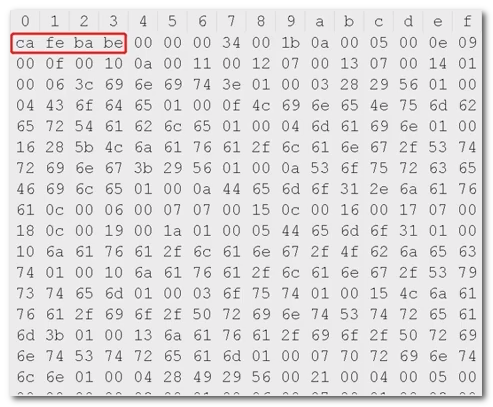 0 1 2 3 4 5 6 7 8 9 a b c d e f
ca fe ba be 00 00 00 34 00 1b 0a 00 05 00 0e 09
00 0f 00 10 0a 00 11 00 12 07 00 13 07 00 14 01
00 06 3c 69 6e 69 74 3e 01 00 03 28 29 56 01 00
04 43 6f 64 65 01 00 0f 4c 69 6e 65 4e 75 6d 62
65 72 54 61 62 6c 65 01 00 04 6d 61 69 6e 01 00
16 28 5b 4c 6a 61 76 61 2f 6c 61 6e 67 2f 53 74
72 69 6e 67 3b 29 56 01 00 0a 53 6f 75 72 63 65
46 69 6c 65 01 00 0a 44 65 6d 6f 31 2e 6a 61 76
61 0c 00 06 00 07 07 00 15 0c 00 16 00 17 07 00
18 0c 00 19 00 1a 01 00 05 44 65 6d 6f 31 01 00
10 6a 61 76 61 2f 6c 61 6e 67 2f 4f 62 6a 65 63
74 01 00 10 6a 61 76 61 2f 6c 61 6e 67 2f 53 79
73 74 65 6d 01 00 03 6f 75 74 01 00 15 4c 6a 61
76 61 2f 69 6f 2f 50 72 69 6e 74 53 74 72 65 61
6d 3b 01 00 13 6a 61 76 61 2f 69 6f 2f 50 72 69
6e 74 53 74 72 65 61 6d 01 00 07 70 72 69 6e 74
6c 6e 01 00 04 28 49 29 56 00 21 00 04 00 05 00